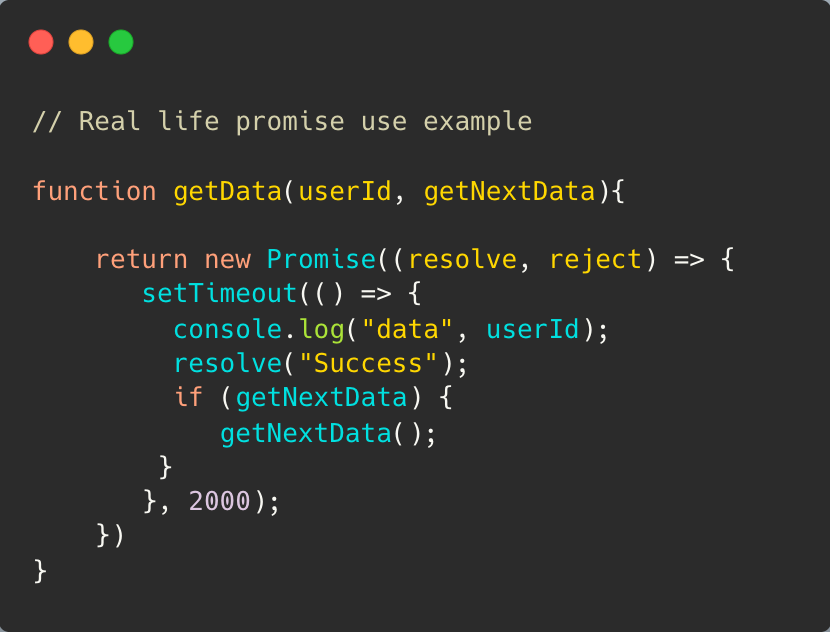 // Real life promise use example
function getData(userId, getNextData){
    return new Promise((resolve, reject) => {
       setTimeout(() => {
         console.log("data", userId);
         resolve("Success");
         if (getNextData) {
            getNextData();
        }
       }, 2000);
    })
}